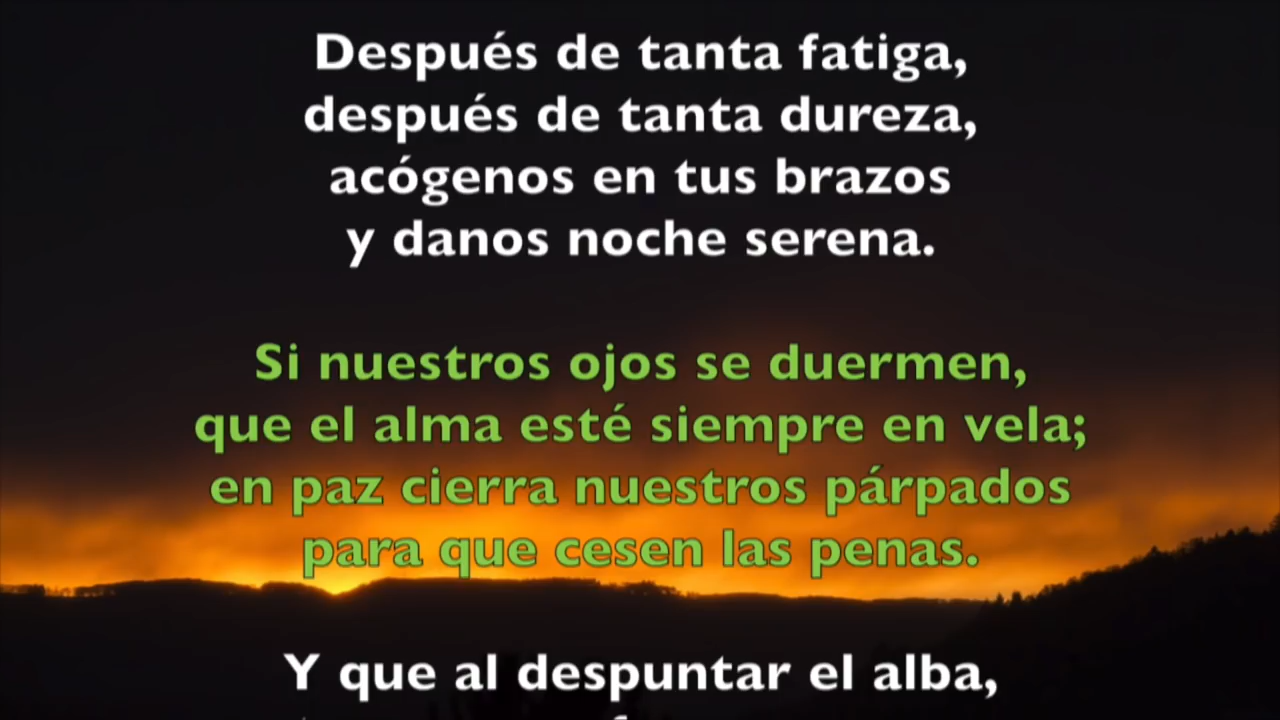 Después de tanta fatiga,
después de tanta dureza,
acógenos en tus brazos
y danos noche serena.
Si nuestros ojos se duermen,
que el alma esté siempre en vela;
en paz cierra nuestros párpados
para que cesen las penas.
Y que al despuntar el alba,